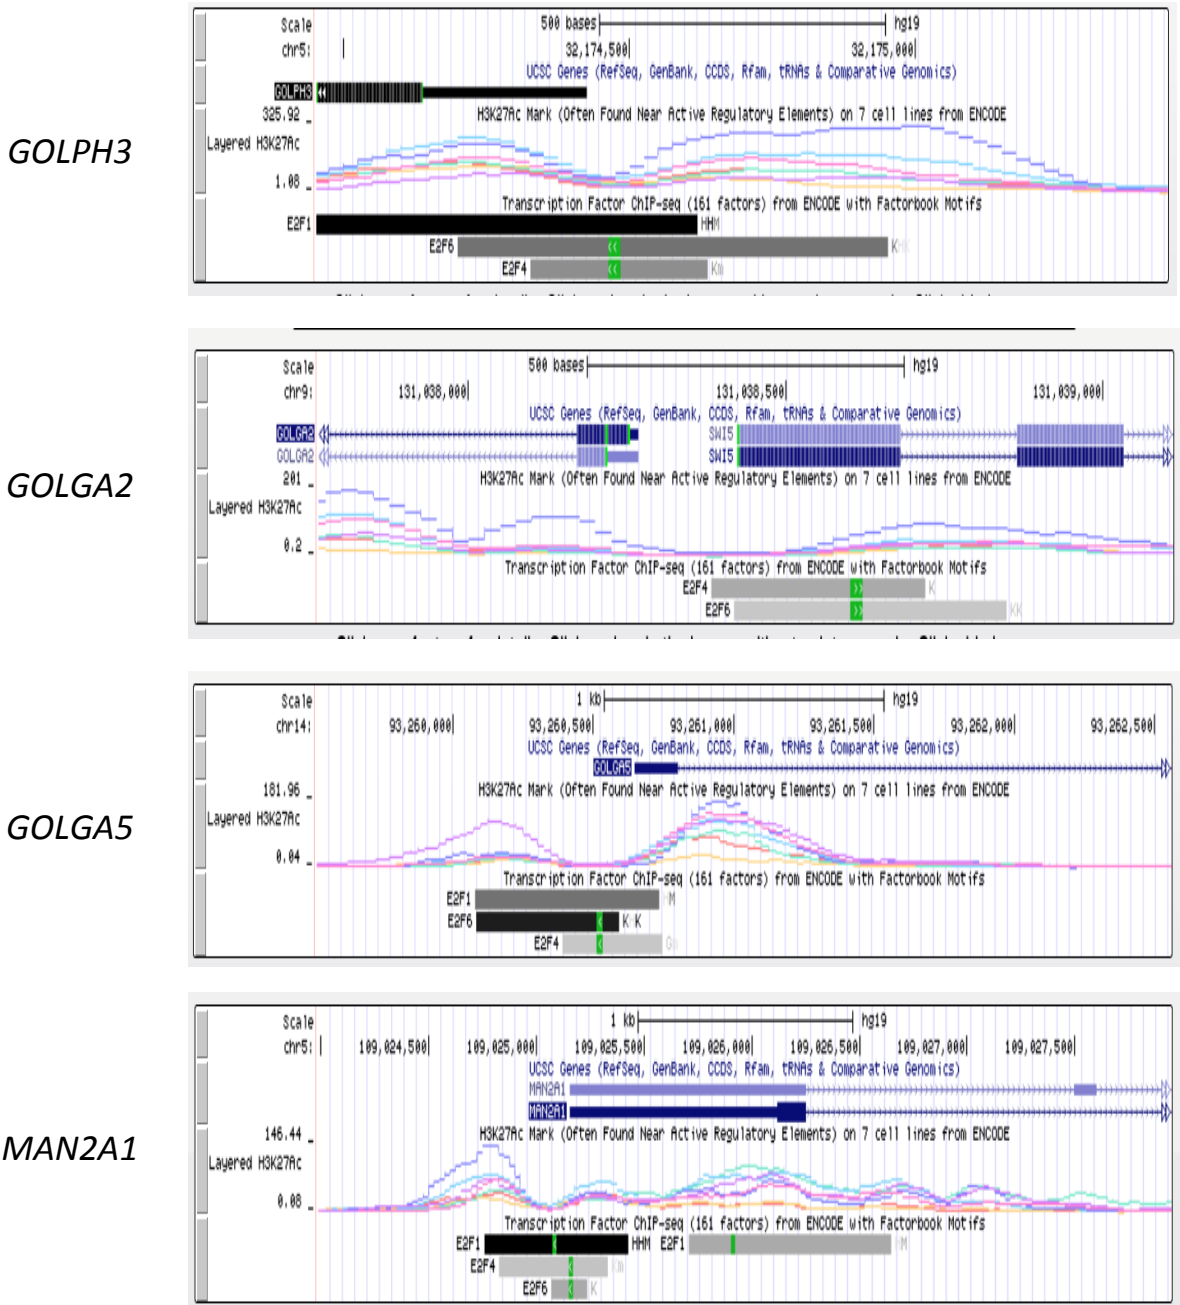 GOLPH3
Scale 500 bases hg19
chr5: 32,174,500 32,175,000
UCSC Genes (RefSeq, GenBank, CCDS, Rfam, tRNAs & Comparative Genomics)
GOLPH3
H3K27Ac Mark (Often Found Near Active Regulatory Elements) on 7 cell lines from ENCODE
325.92 _
Layered H3K27Ac
1.08 _
Transcription Factor ChIP-seq (161 factors) from ENCODE with Factorbook Motifs
E2F1 HHM
E2F6
E2F4 Km
GOLGA2
Scale 500 bases hg19
chr9: 131,038,000 131,038,500 131,039,000
UCSC Genes (RefSeq, GenBank, CCDS, Rfam, tRNAs & Comparative Genomics)
GOLGA2 SWI5
GOLGA2 SWI5
H3K27Ac Mark (Often Found Near Active Regulatory Elements) on 7 cell lines from ENCODE
201 _
Layered H3K27Ac
0.2 _
Transcription Factor ChIP-seq (161 factors) from ENCODE with Factorbook Motifs
E2F4 K
E2F6 KK
GOLGA5
Scale 1 kb hg19
chr14: 93,260,000 93,260,500 93,261,000 93,261,500 93,262,000 93,262,500
UCSC Genes (RefSeq, GenBank, CCDS, Rfam, tRNAs & Comparative Genomics)
GOLGA5
H3K27Ac Mark (Often Found Near Active Regulatory Elements) on 7 cell lines from ENCODE
181.96 _
Layered H3K27Ac
0.04 _
Transcription Factor ChIP-seq (161 factors) from ENCODE with Factorbook Motifs
E2F1 M
E2F6 K K
E2F4
MAN2A1
Scale 1 kb hg19
chr5: 109,024,500 109,025,000 109,025,500 109,026,000 109,026,500 109,027,000 109,027,500
UCSC Genes (RefSeq, GenBank, CCDS, Rfam, tRNAs & Comparative Genomics)
MAN2A1
MAN2A1
H3K27Ac Mark (Often Found Near Active Regulatory Elements) on 7 cell lines from ENCODE
146.44 _
Layered H3K27Ac
0.08 _
Transcription Factor ChIP-seq (161 factors) from ENCODE with Factorbook Motifs
E2F1 HHM E2F1
E2F4
E2F6 K